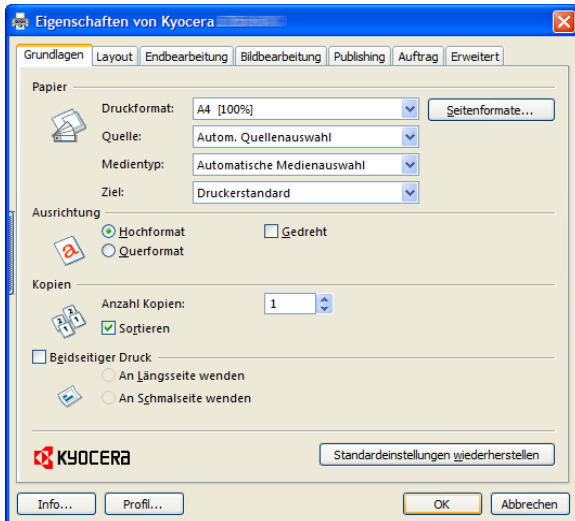 Eigenschaften von Kyocera
Grundlagen Layout Endbearbeitung Bildbearbeitung Publishing Auftrag Erweitert
Papier
Druckformat: A4 [100%] Seitenformate...
Quelle: Autom. Quellenauswahl
Medientyp: Automatische Medienauswahl
Ziel: Druckerstandard
Ausrichtung
Hochformat Gedreht
Querformat
Kopien
Anzahl Kopien: 1
Sortieren
Beidseitiger Druck
An Längsseite wenden
An Schmalseite wenden
KYOCERA Standardeinstellungen wiederherstellen
Info... Profil... OK Abbrechen